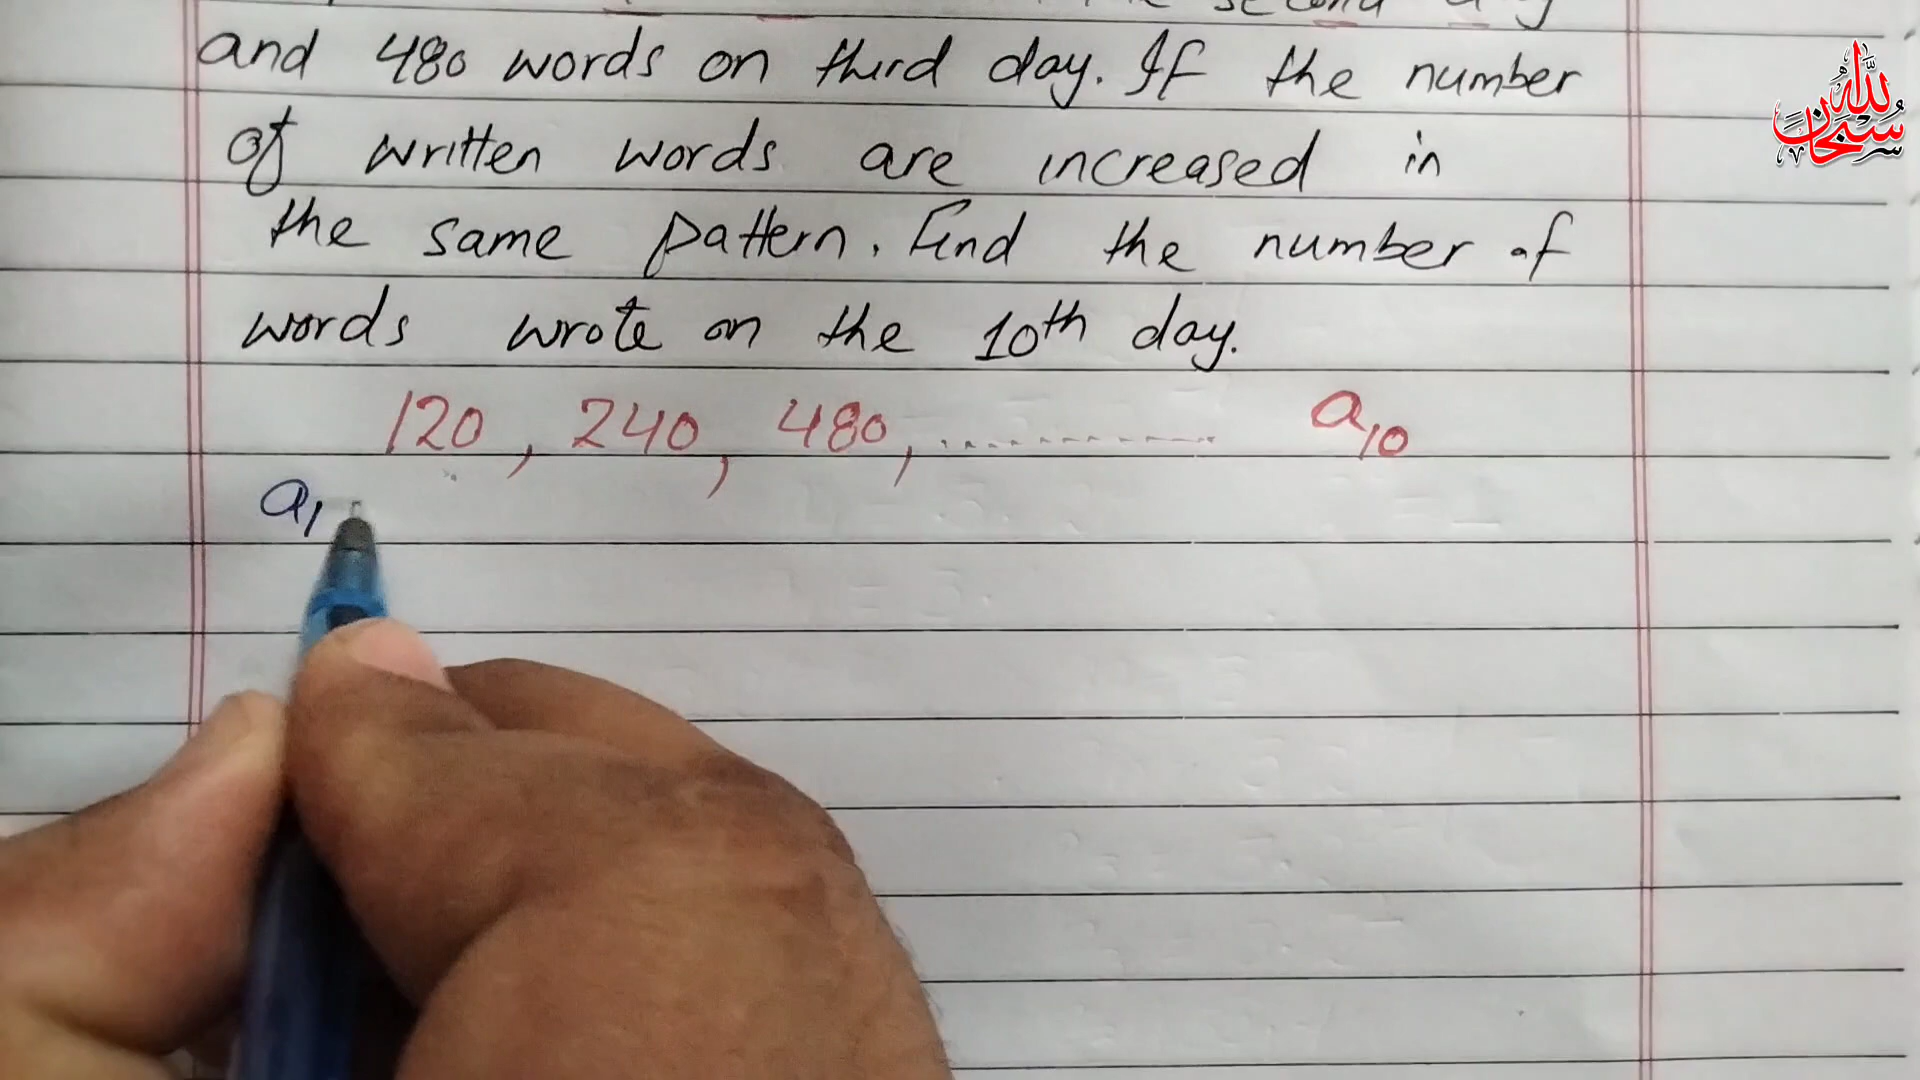 second
and 480 words on third day. If the number
of written words are increased in
the same pattern. Find the number of
words wrote on the 10th day.
120, 240, 480, .............. a10
a1
سبحان الله